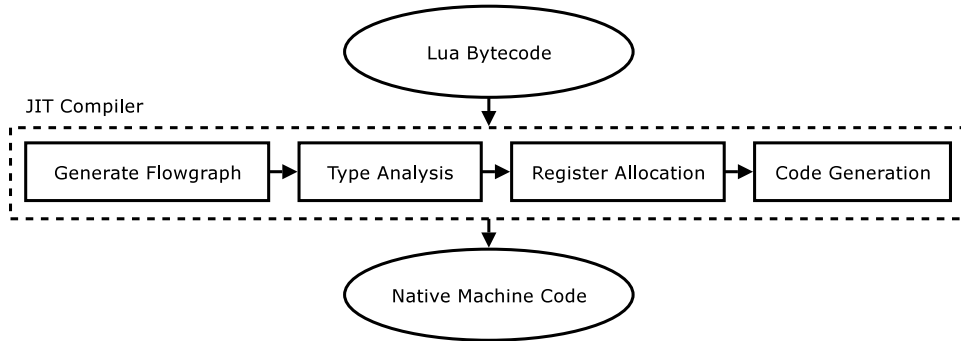 Lua Bytecode
JIT Compiler
Generate Flowgraph
Type Analysis
Register Allocation
Code Generation
Native Machine Code